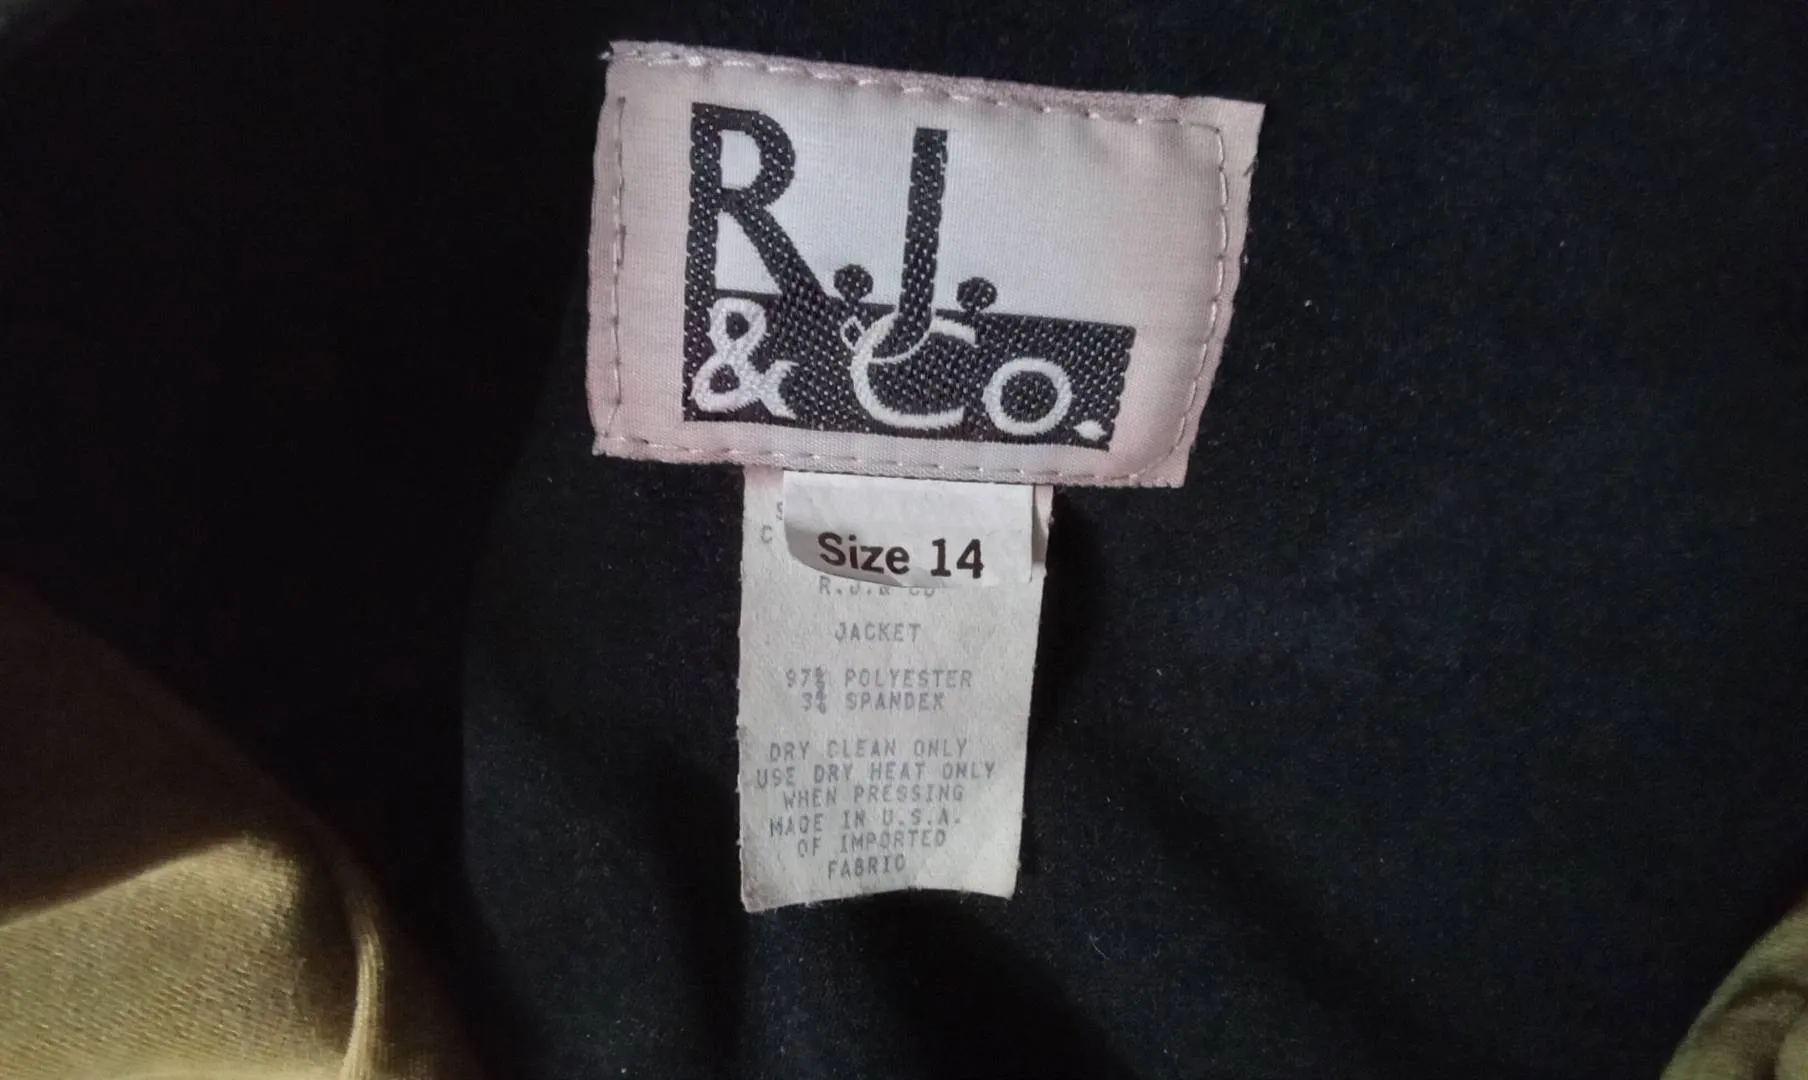 R.J.
& Co.
Size 14
R.J.& CO
JACKET
97% POLYESTER
3% SPANDEX
DRY CLEAN ONLY
USE DRY HEAT ONLY
WHEN PRESSING
MADE IN U.S.A.
OF IMPORTED
FABRIC